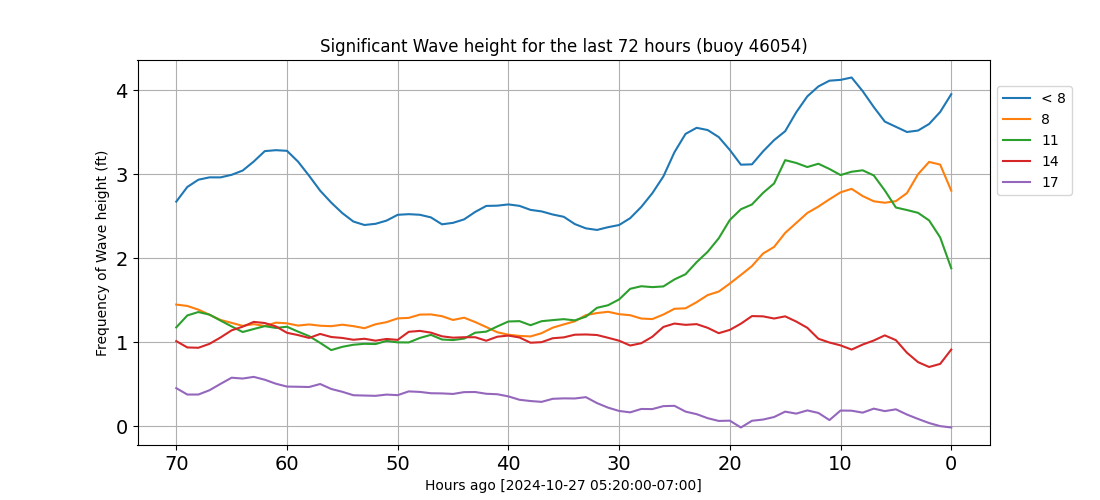 Significant Wave height for the last 72 hours (buoy 46054)
Frequency of Wave height (ft)
4
3
2
1
0
70 60 50 40 30 20 10 0
Hours ago [2024-10-27 05:20:00-07:00]
< 8
8
11
14
17